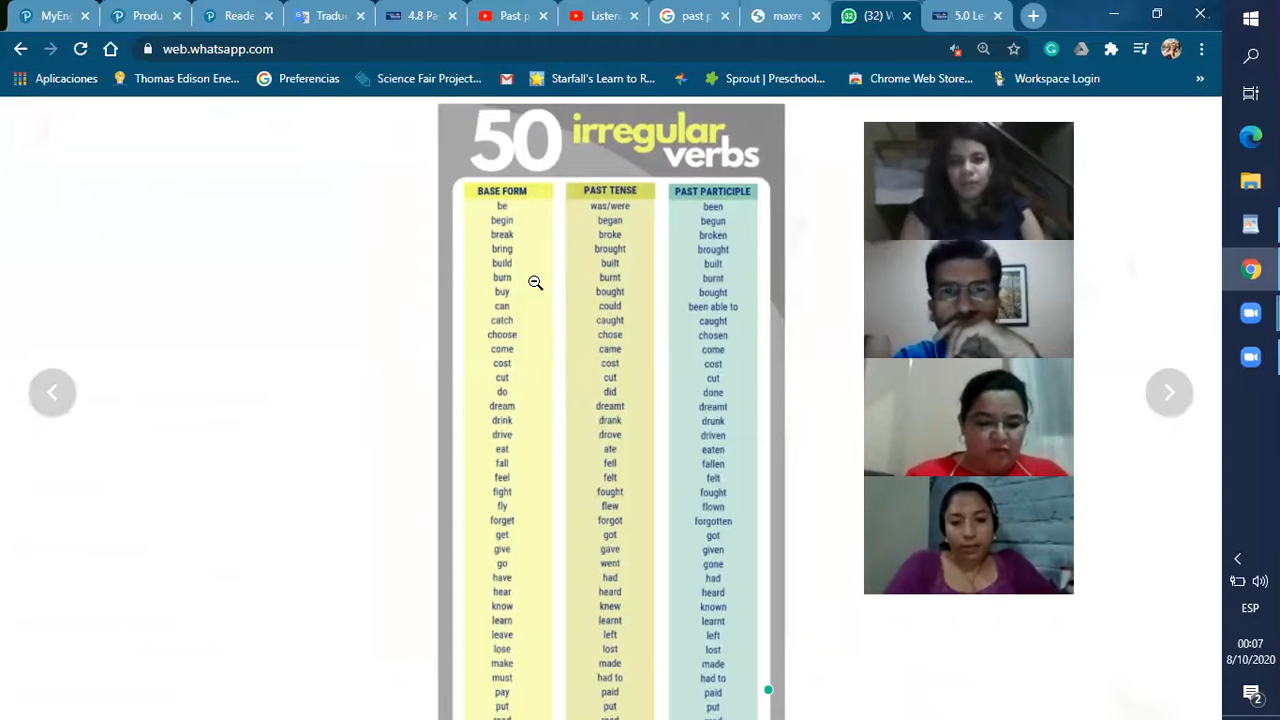 MyEng
Produ
Reade
Traduc
4.8 Pa
Past p
Listen
past p
maxre
(32) W
5.0 Le
web.whatsapp.com
Aplicaciones
Thomas Edison Ene...
Preferencias
Science Fair Project...
Starfall's Learn to R...
Sprout | Preschool...
Chrome Web Store...
Workspace Login
»
50 irregular
verbs
BASE FORM PAST TENSE PAST PARTICIPLE
be was/were been
begin began begun
break broke broken
bring brought brought
build built built
burn burnt burnt
buy bought bought
can could been able to
catch caught caught
choose chose chosen
come came come
cost cost cost
cut cut cut
do did done
dream dreamt dreamt
drink drank drunk
drive drove driven
eat ate eaten
fall fell fallen
feel felt felt
fight fought fought
fly flew flown
forget forgot forgotten
get got got
give gave given
go went gone
have had had
hear heard heard
know knew known
learn learnt learnt
leave left left
lose lost lost
make made made
must had to had to
pay paid paid
put put put
ESP
00:07
8/10/2020
2